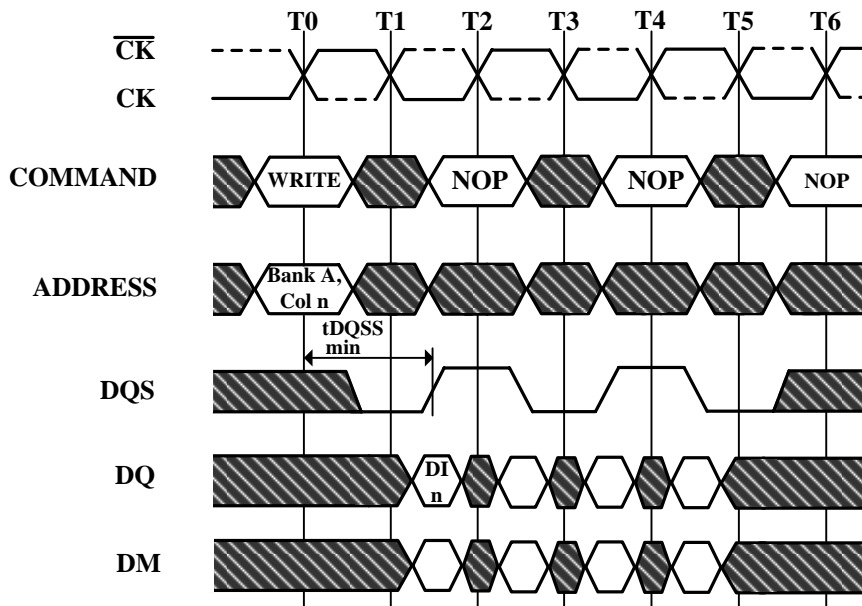 T0 T1 T2 T3 T4 T5 T6
CK
CK
COMMAND WRITE NOP NOP NOP
ADDRESS Bank A,
Col n
tDQSS
min
DQS
DQ DI
n
DM